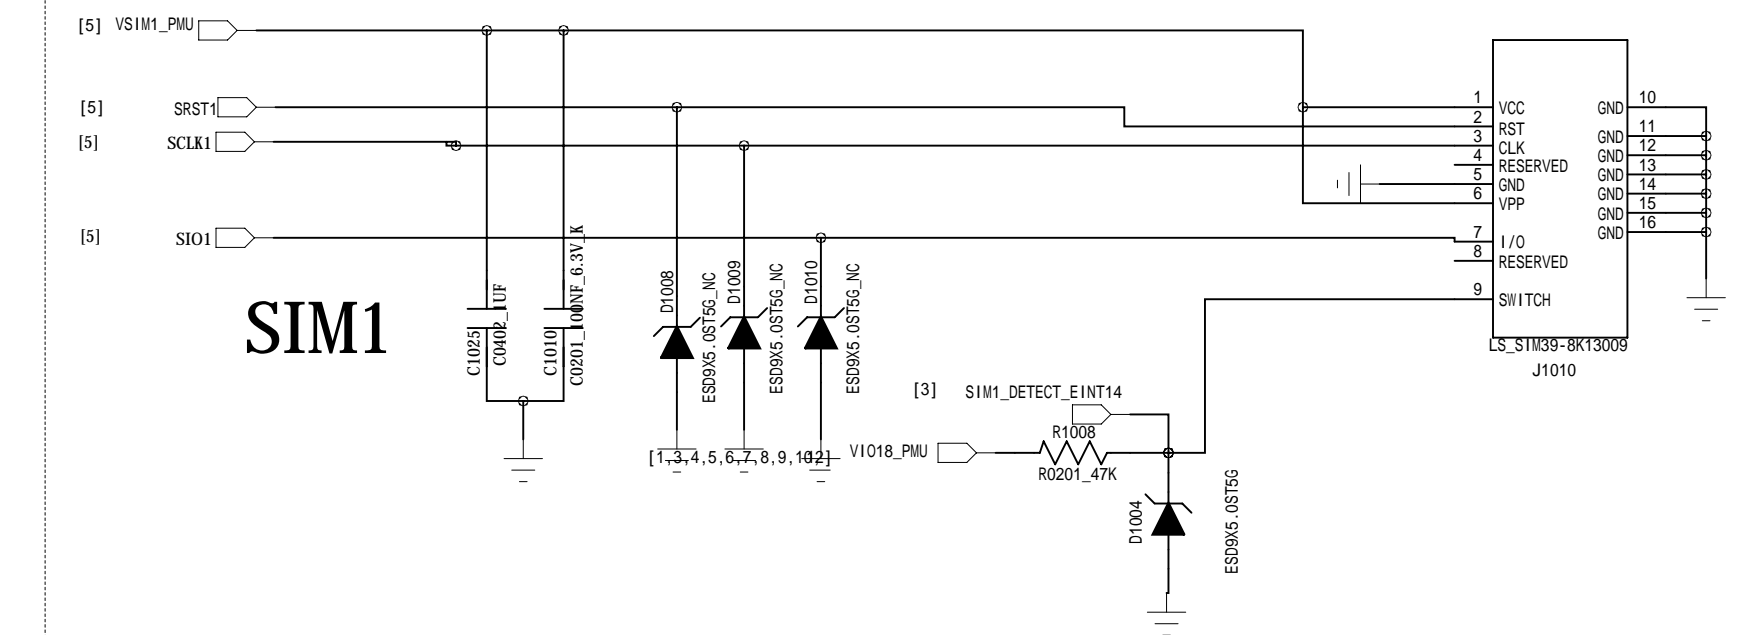 [5] VSIM1_PMU
[5] SRST1
[5] SCLK1
[5] SIO1
SIM1
C1025
C0402_1UF
C1010
C0201_100NF_6.3V_K
D1008
ESD9X5.0ST5G_NC
D1009
ESD9X5.0ST5G_NC
D1010
ESD9X5.0ST5G_NC
[1,3,4,5,6,7,8,9,10,12] VIO18_PMU
[3] SIM1_DETECT_EINT14
R1008
R0201_47K
D1004
ESD9X5.0ST5G
1 VCC
2 RST
3 CLK
4 RESERVED
5 GND
6 VPP
7 I/O
8 RESERVED
9 SWITCH
GND 10
GND 11
GND 12
GND 13
GND 14
GND 15
GND 16
LS_SIM39-8K13009
J1010